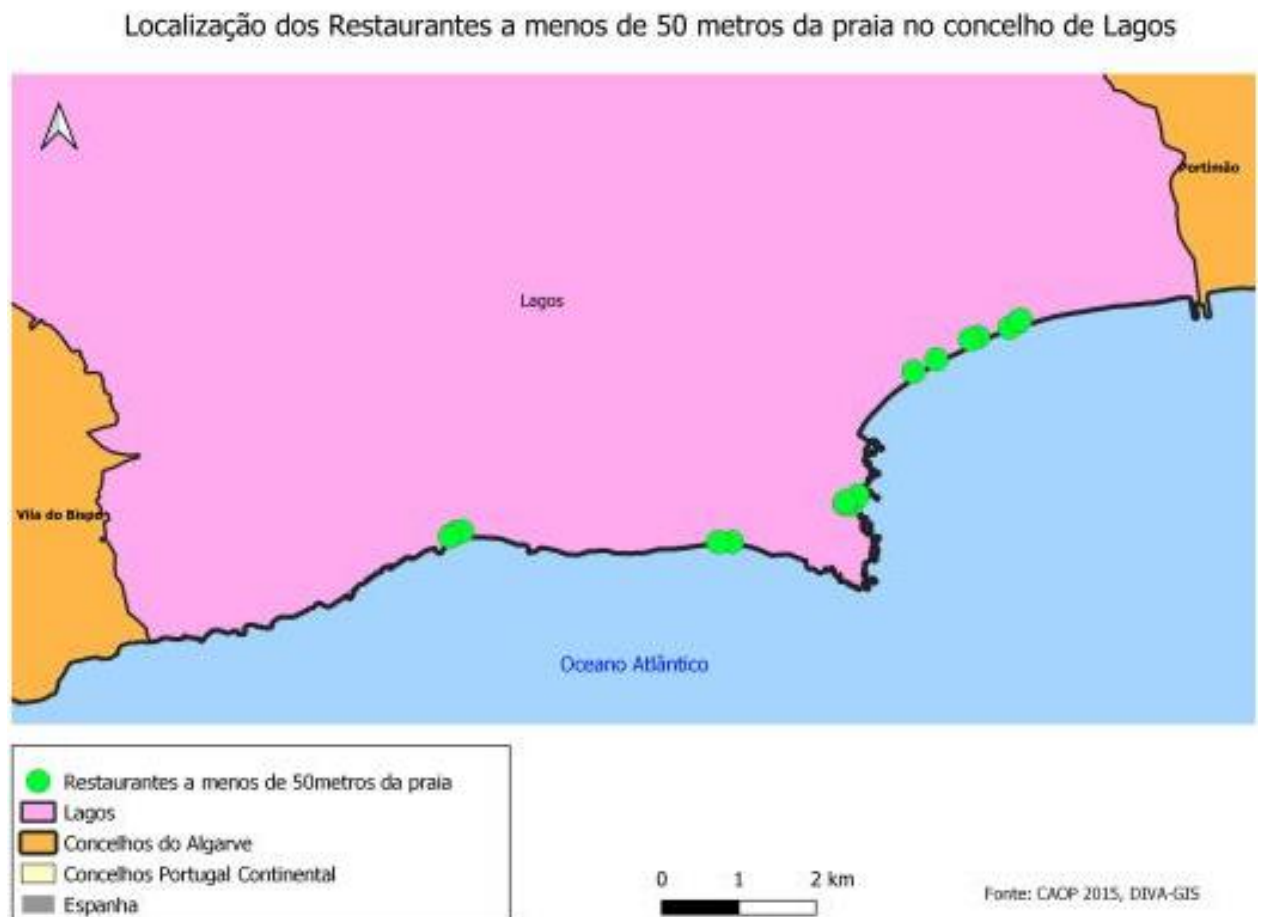 Localização dos Restaurantes a menos de 50 metros da praia no concelho de Lagos
Portimão
Lagos
Vila do Bispo
Oceano Atlântico
Restaurantes a menos de 50metros da praia
Lagos
Concelhos do Algarve
Concelhos Portugal Continental
Espanha
0 1 2 km
Fonte: CAOP 2015, DIVA-GIS